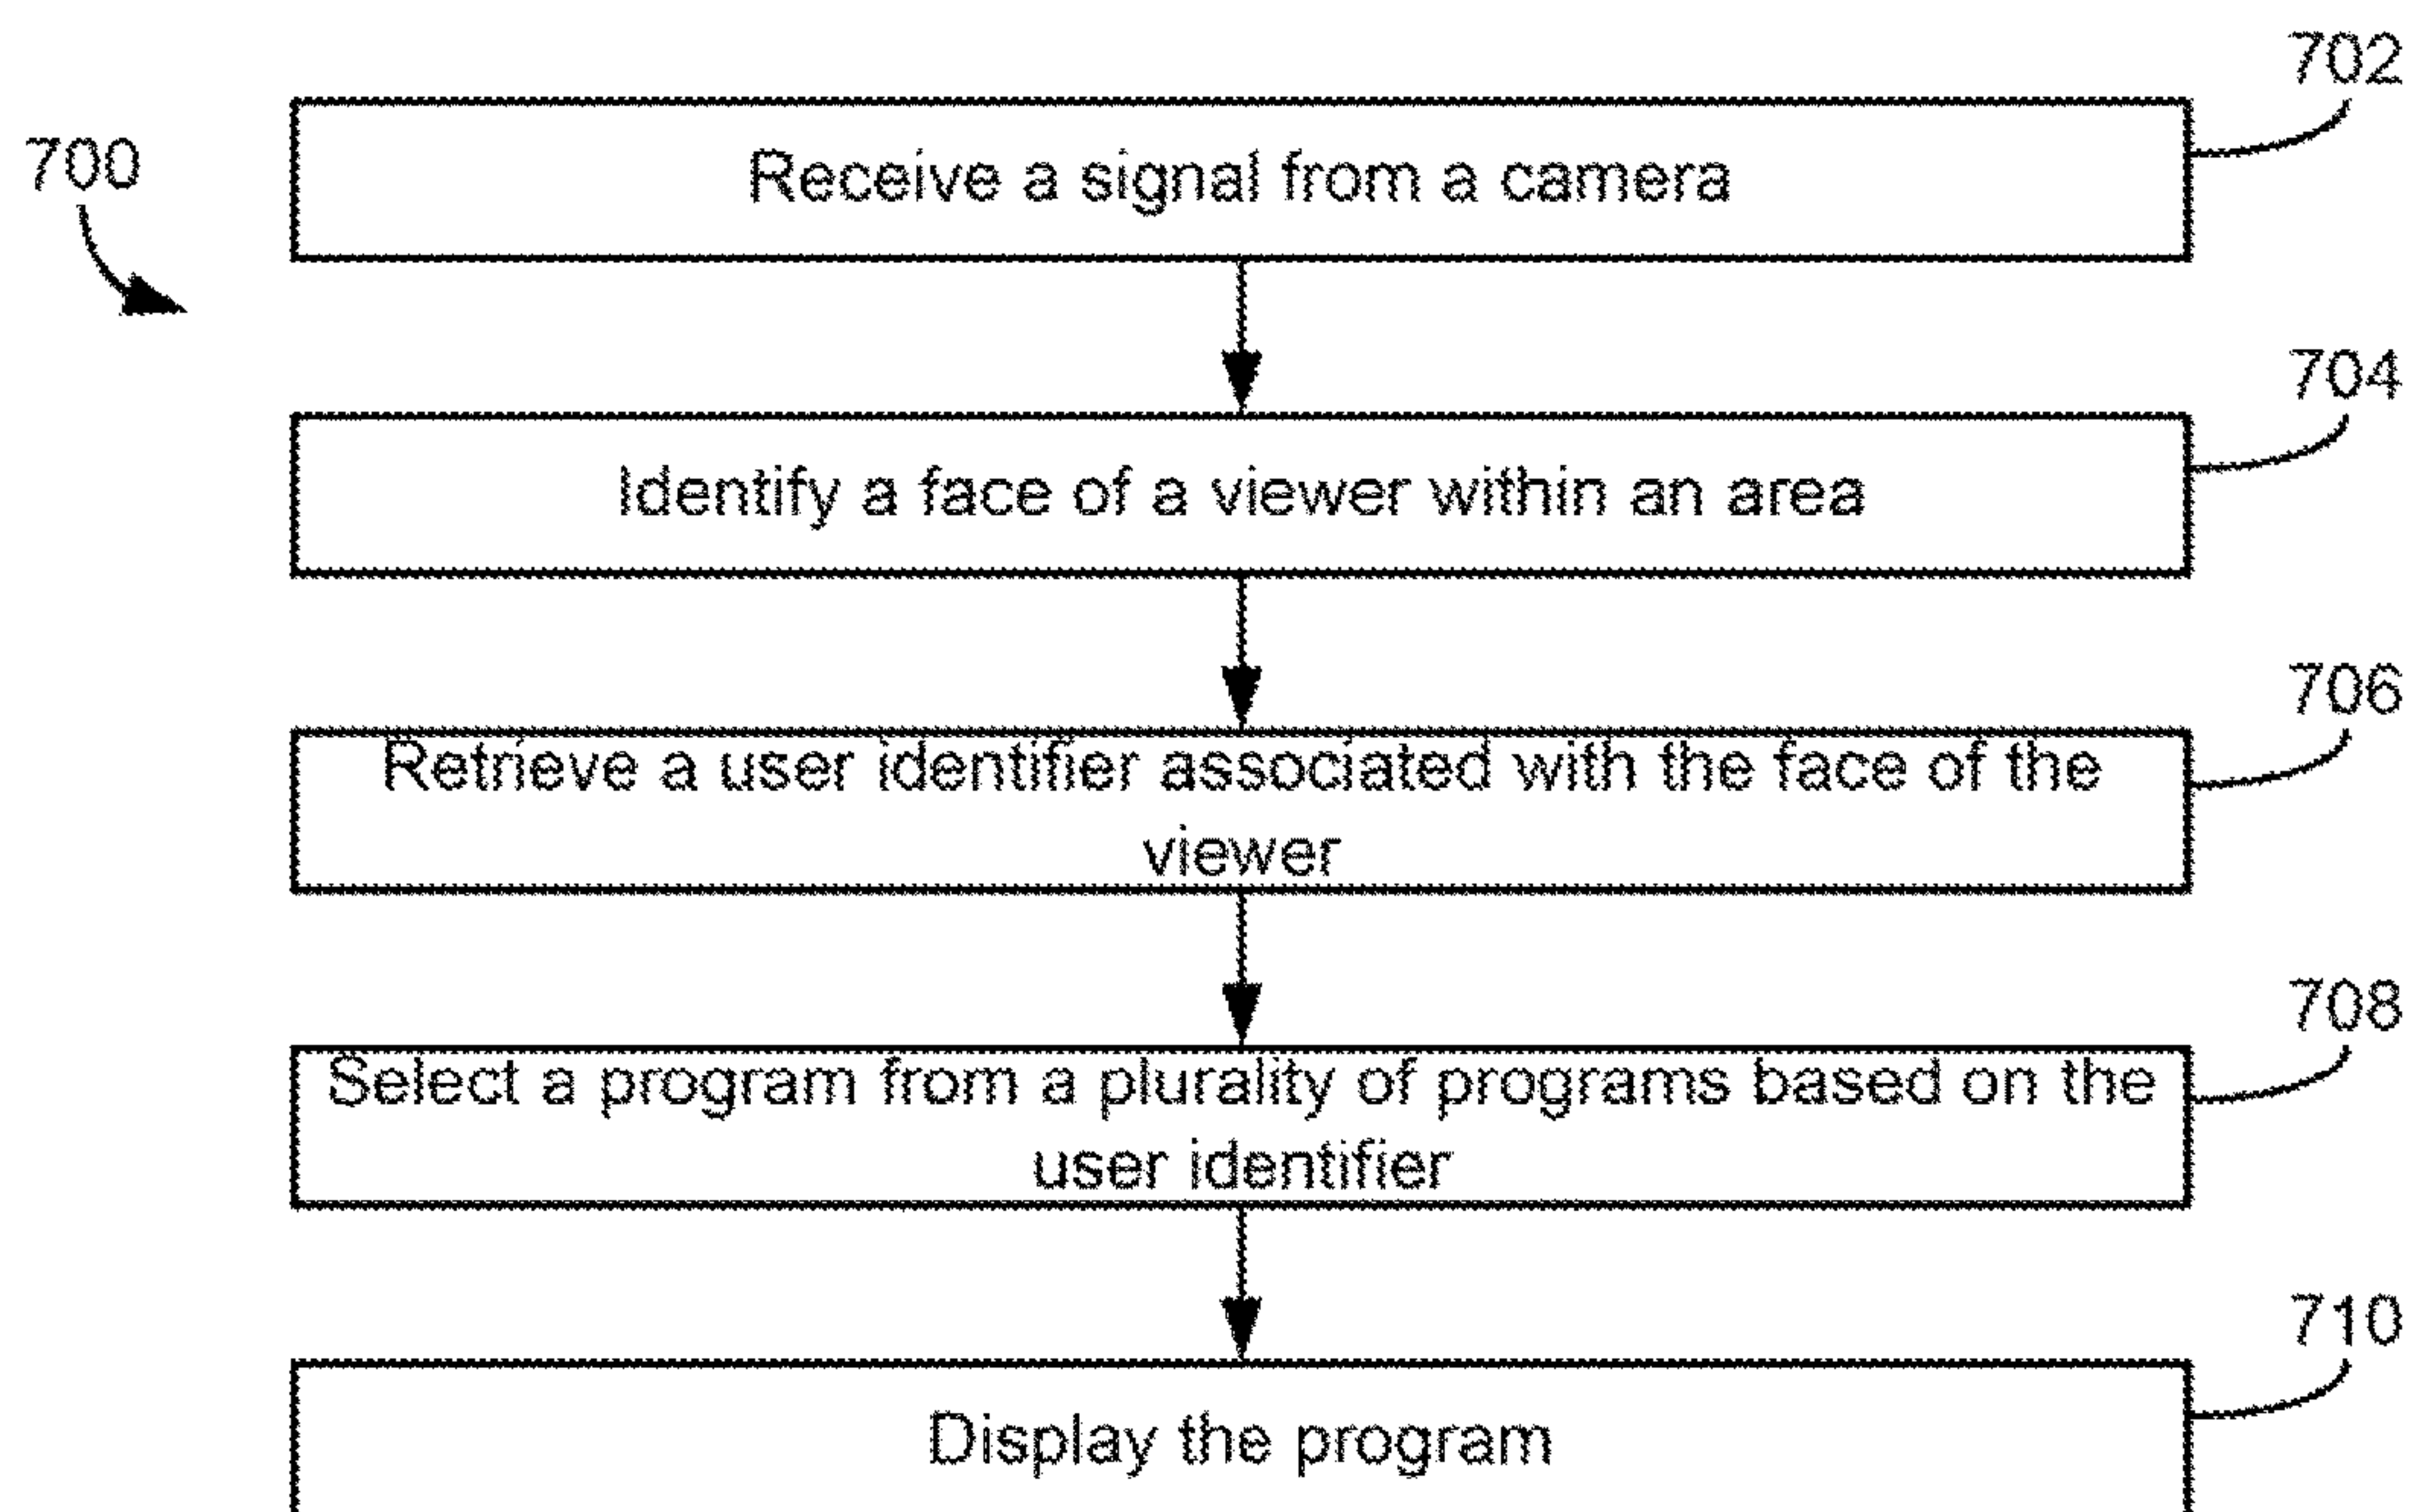 702
700
Receive a signal from a camera
704
Identify a face of a viewer within an area
706
Retrieve a user identifier associated with the face of the
viewer
708
Select a program from a plurality of programs based on the
user identifier
710
Display the program